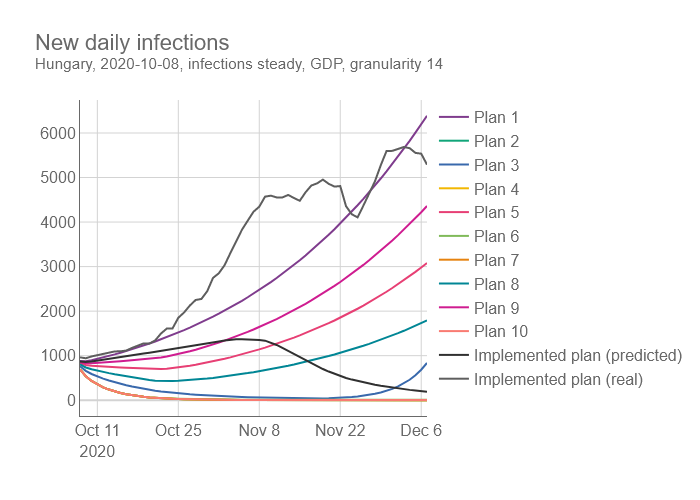 New daily infections
Hungary, 2020-10-08, infections steady, GDP, granularity 14
6000
5000
4000
3000
2000
1000
0
Oct 11
2020
Oct 25
Nov 8
Nov 22
Dec 6
Plan 1
Plan 2
Plan 3
Plan 4
Plan 5
Plan 6
Plan 7
Plan 8
Plan 9
Plan 10
Implemented plan (predicted)
Implemented plan (real)